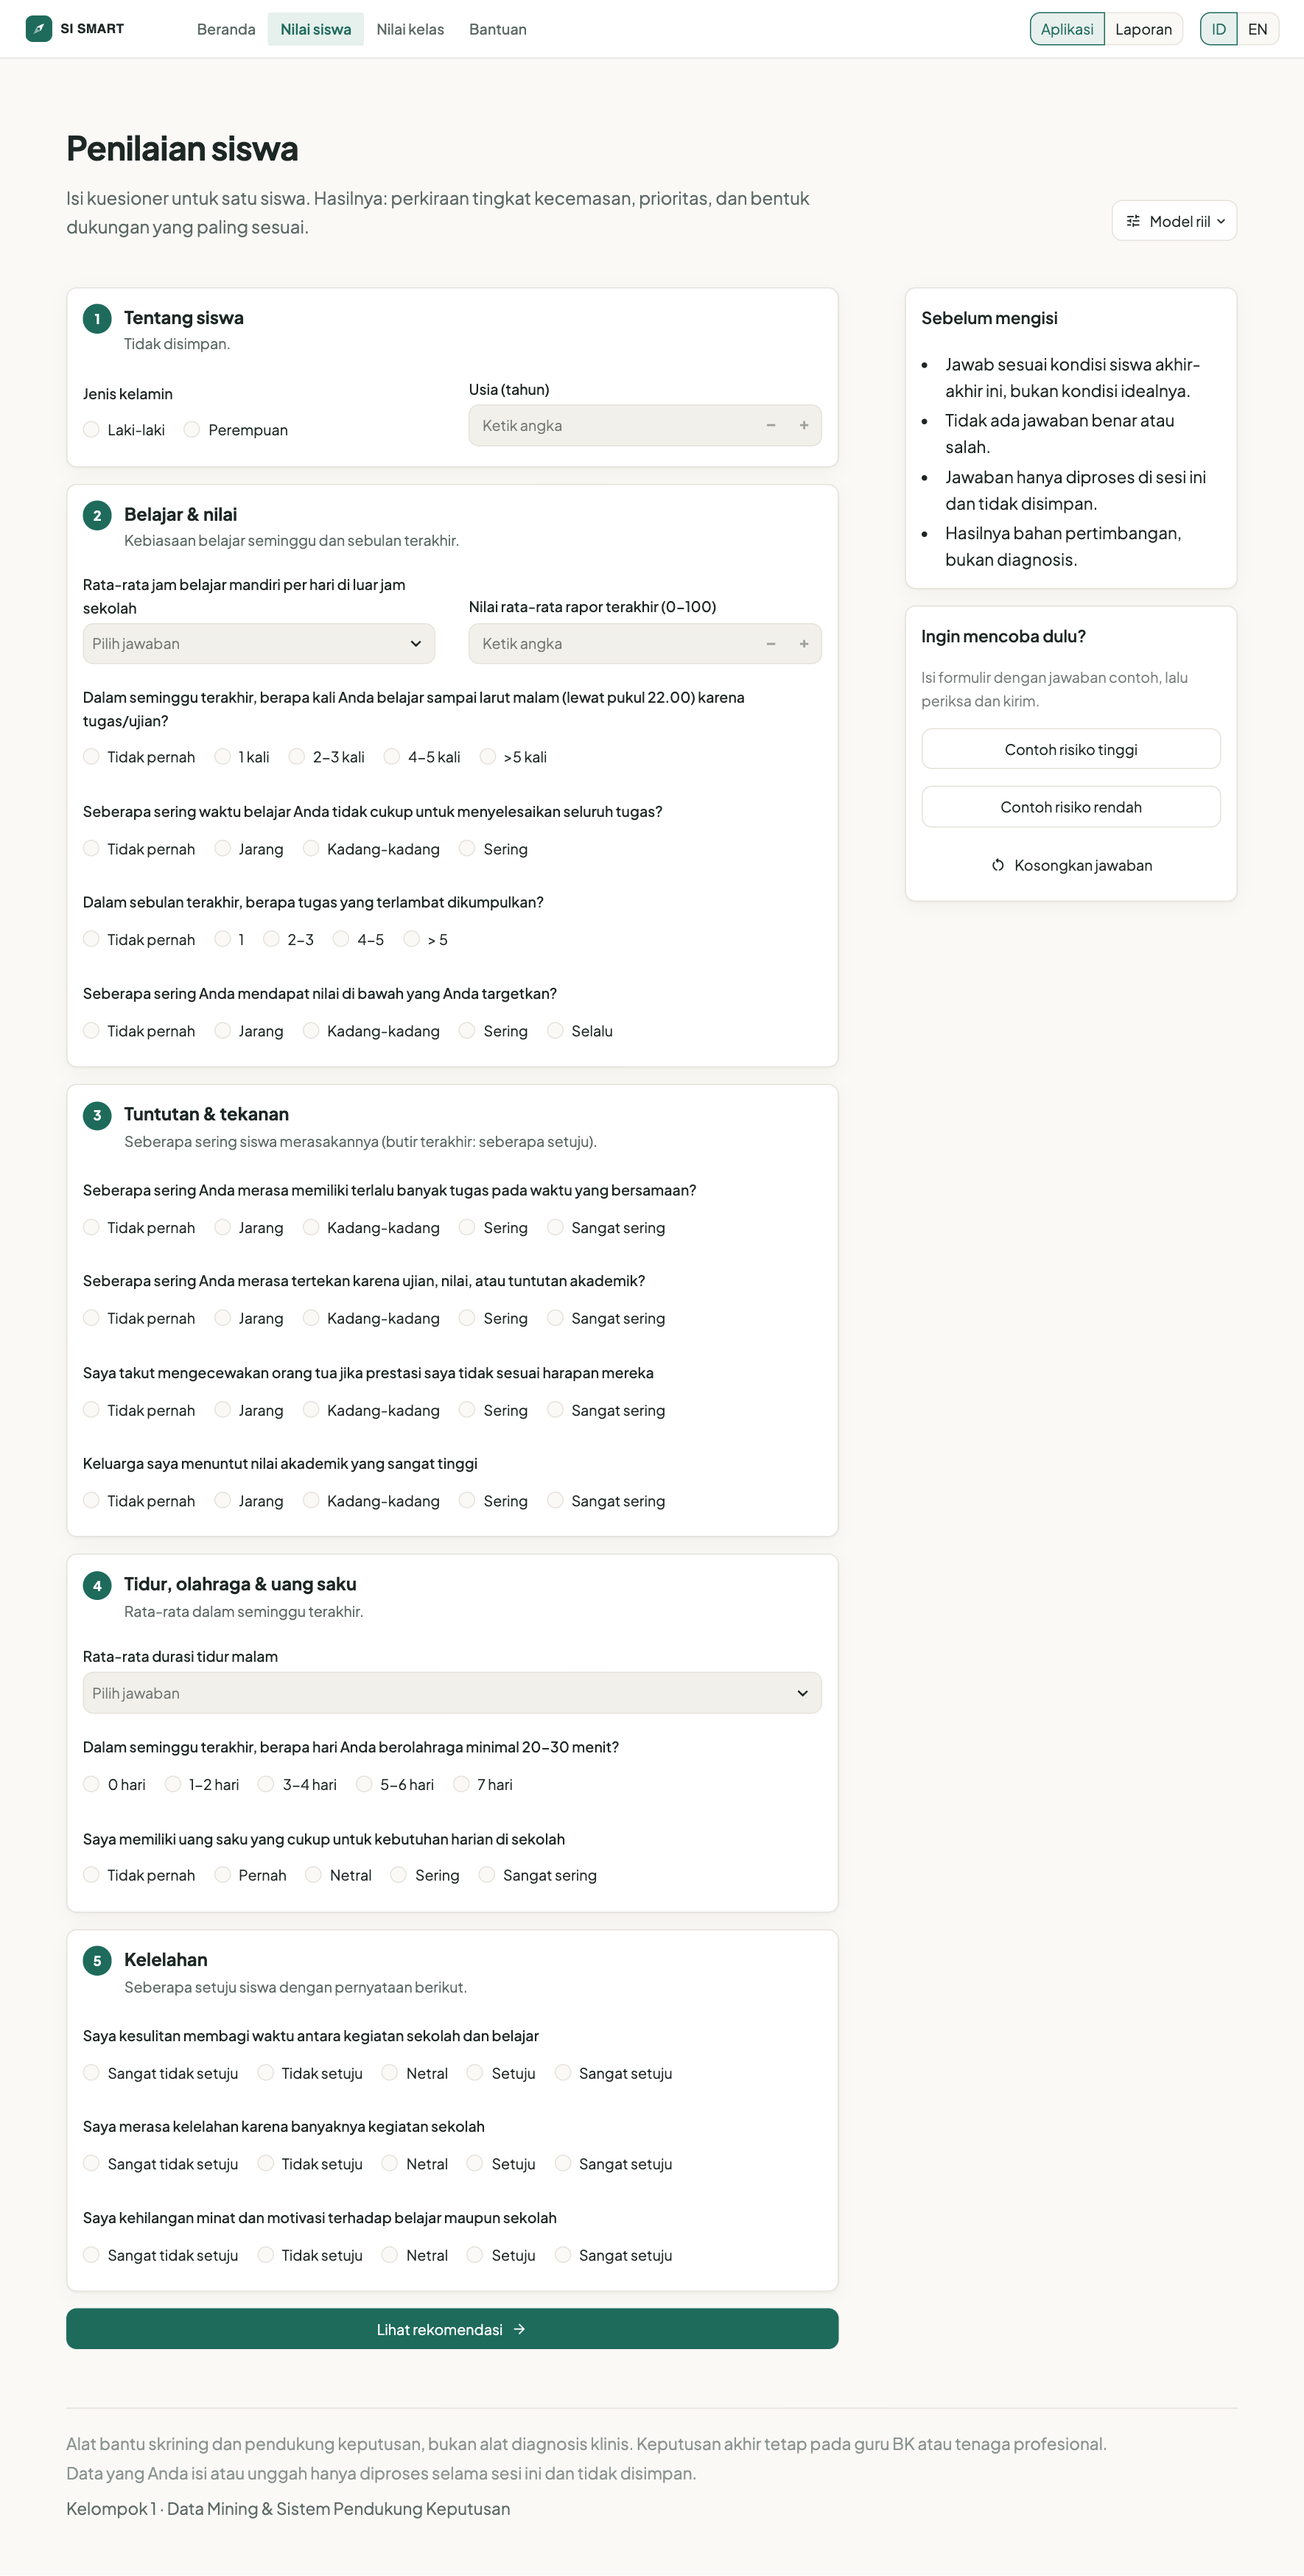 SI SMART
Beranda
Nilai siswa
Nilai kelas
Bantuan
Aplikasi
Laporan
ID
EN
Penilaian siswa
Isi kuesioner untuk satu siswa. Hasilnya: perkiraan tingkat kecemasan, prioritas, dan bentuk
dukungan yang paling sesuai.
Model riil
1
Tentang siswa
Tidak disimpan.
Jenis kelamin
Laki-laki
Perempuan
Usia (tahun)
Ketik angka
2
Belajar & nilai
Kebiasaan belajar seminggu dan sebulan terakhir.
Rata-rata jam belajar mandiri per hari di luar jam
sekolah
Pilih jawaban
Nilai rata-rata rapor terakhir (0–100)
Ketik angka
Dalam seminggu terakhir, berapa kali Anda belajar sampai larut malam (lewat pukul 22.00) karena
tugas/ujian?
Tidak pernah
1 kali
2–3 kali
4–5 kali
>5 kali
Seberapa sering waktu belajar Anda tidak cukup untuk menyelesaikan seluruh tugas?
Tidak pernah
Jarang
Kadang-kadang
Sering
Dalam sebulan terakhir, berapa tugas yang terlambat dikumpulkan?
Tidak pernah
1
2–3
4–5
> 5
Seberapa sering Anda mendapat nilai di bawah yang Anda targetkan?
Tidak pernah
Jarang
Kadang-kadang
Sering
Selalu
3
Tuntutan & tekanan
Seberapa sering siswa merasakannya (butir terakhir: seberapa setuju).
Seberapa sering Anda merasa memiliki terlalu banyak tugas pada waktu yang bersamaan?
Tidak pernah
Jarang
Kadang-kadang
Sering
Sangat sering
Seberapa sering Anda merasa tertekan karena ujian, nilai, atau tuntutan akademik?
Tidak pernah
Jarang
Kadang-kadang
Sering
Sangat sering
Saya takut mengecewakan orang tua jika prestasi saya tidak sesuai harapan mereka
Tidak pernah
Jarang
Kadang-kadang
Sering
Sangat sering
Keluarga saya menuntut nilai akademik yang sangat tinggi
Tidak pernah
Jarang
Kadang-kadang
Sering
Sangat sering
4
Tidur, olahraga & uang saku
Rata-rata dalam seminggu terakhir.
Rata-rata durasi tidur malam
Pilih jawaban
Dalam seminggu terakhir, berapa hari Anda berolahraga minimal 20–30 menit?
0 hari
1–2 hari
3–4 hari
5–6 hari
7 hari
Saya memiliki uang saku yang cukup untuk kebutuhan harian di sekolah
Tidak pernah
Pernah
Netral
Sering
Sangat sering
5
Kelelahan
Seberapa setuju siswa dengan pernyataan berikut.
Saya kesulitan membagi waktu antara kegiatan sekolah dan belajar
Sangat tidak setuju
Tidak setuju
Netral
Setuju
Sangat setuju
Saya merasa kelelahan karena banyaknya kegiatan sekolah
Sangat tidak setuju
Tidak setuju
Netral
Setuju
Sangat setuju
Saya kehilangan minat dan motivasi terhadap belajar maupun sekolah
Sangat tidak setuju
Tidak setuju
Netral
Setuju
Sangat setuju
Lihat rekomendasi
Sebelum mengisi
Jawab sesuai kondisi siswa akhir-
akhir ini, bukan kondisi idealnya.
Tidak ada jawaban benar atau
salah.
Jawaban hanya diproses di sesi ini
dan tidak disimpan.
Hasilnya bahan pertimbangan,
bukan diagnosis.
Ingin mencoba dulu?
Isi formulir dengan jawaban contoh, lalu
periksa dan kirim.
Contoh risiko tinggi
Contoh risiko rendah
Kosongkan jawaban
Alat bantu skrining dan pendukung keputusan, bukan alat diagnosis klinis. Keputusan akhir tetap pada guru BK atau tenaga profesional.
Data yang Anda isi atau unggah hanya diproses selama sesi ini dan tidak disimpan.
Kelompok 1 · Data Mining & Sistem Pendukung Keputusan